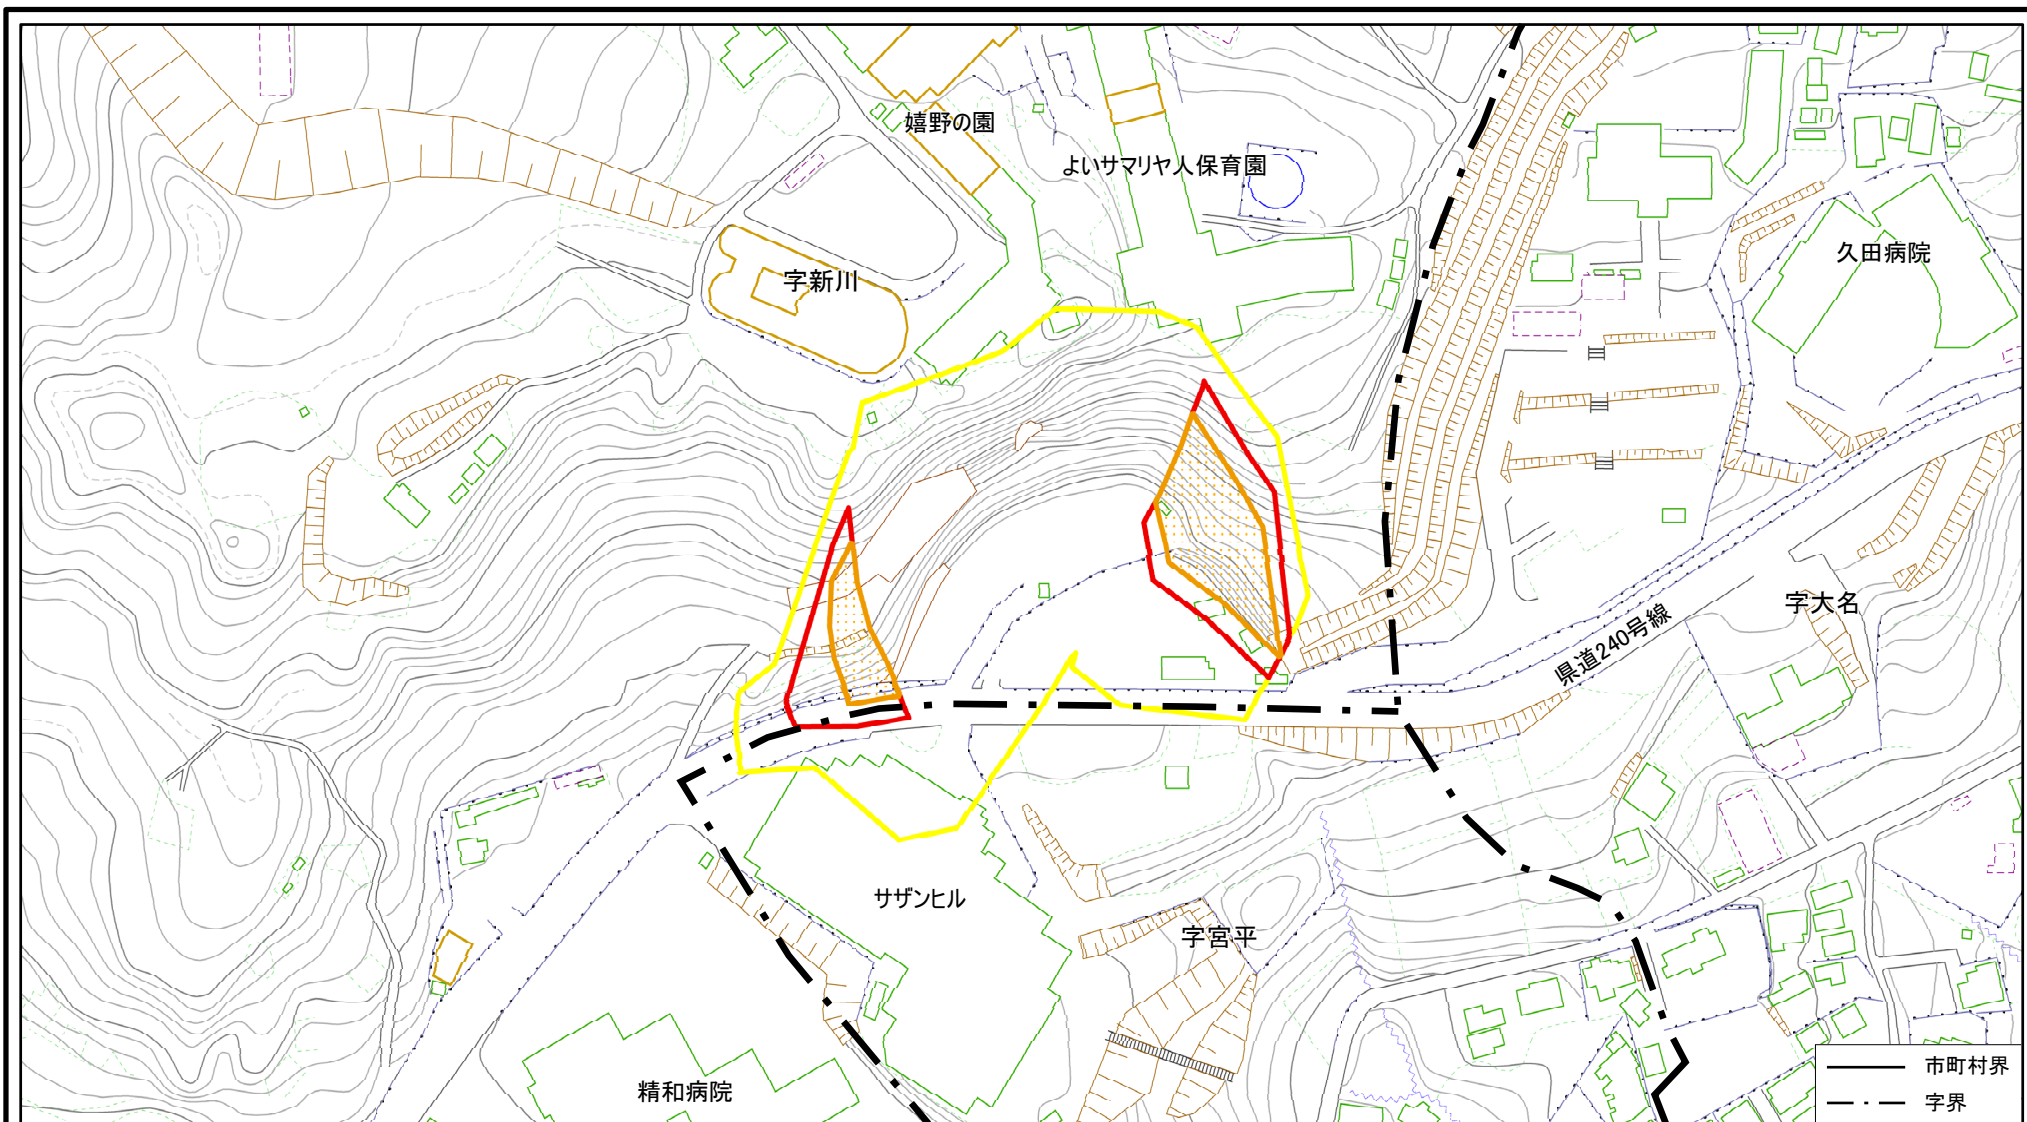 嬉野の園
よいサマリヤ人保育園
久田病院
字新川
字大名
県道240号線
サザンヒル
字宮平
精和病院
市町村界
字界